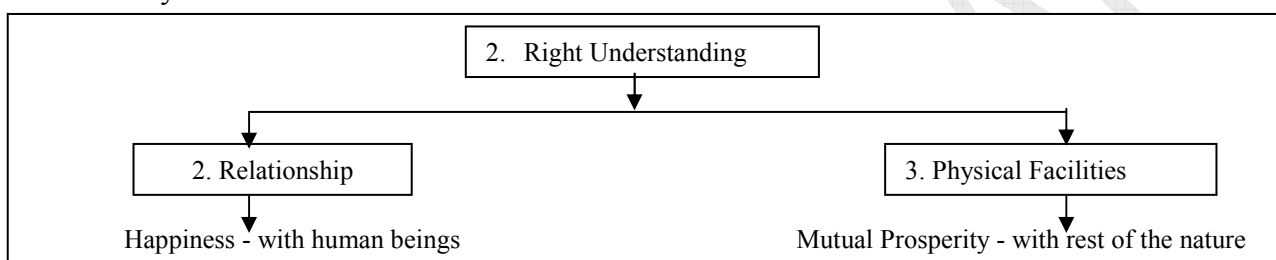 2. Right Understanding
2. Relationship
3. Physical Facilities
Happiness - with human beings
Mutual Prosperity - with rest of the nature